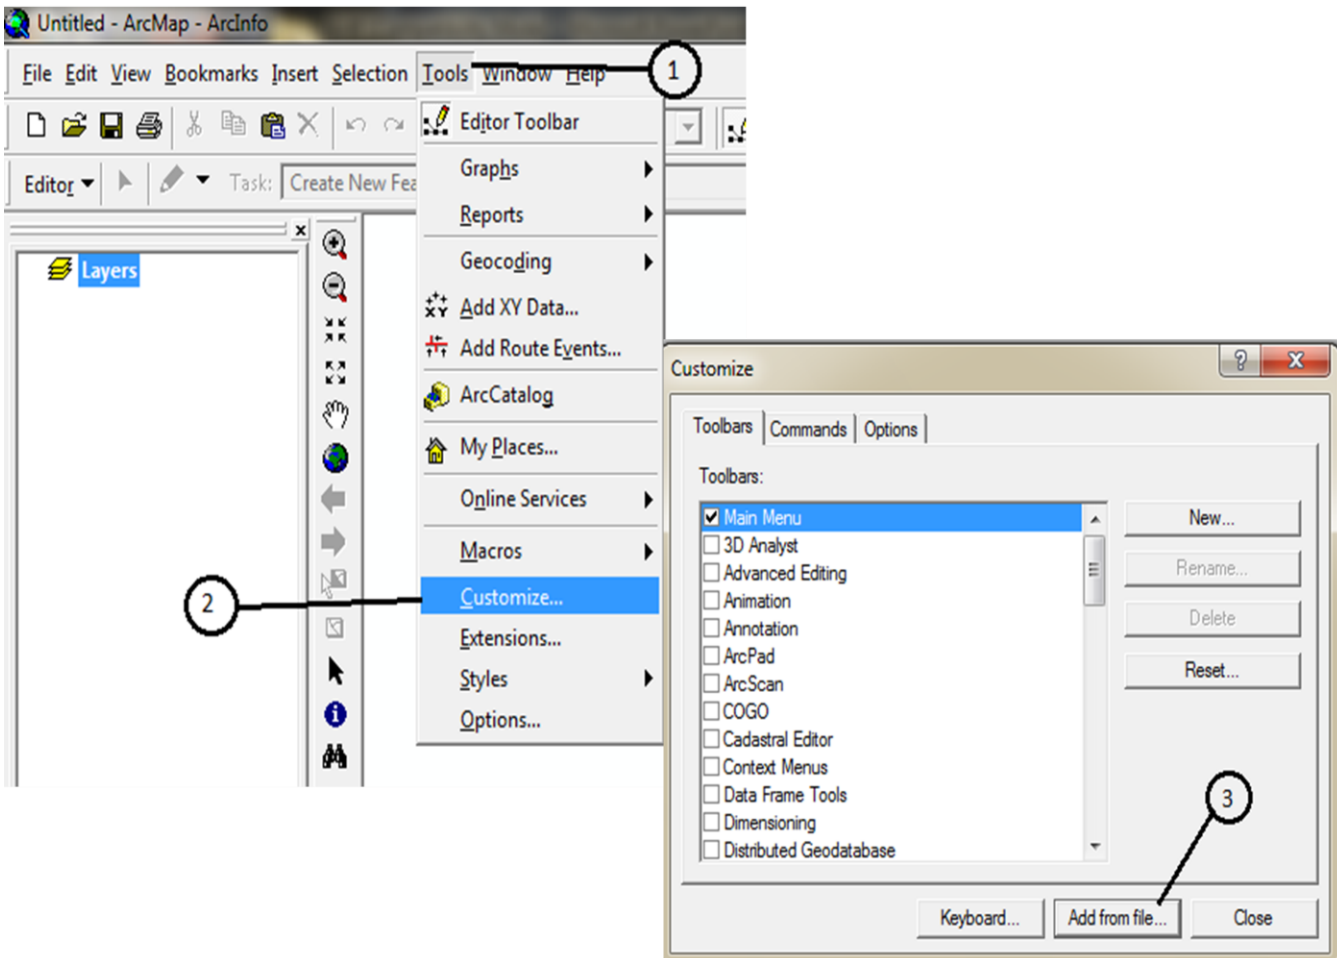 Untitled - ArcMap - ArcInfo
File Edit View Bookmarks Insert Selection Tools Window Help
1
Editor Toolbar
Editor Task: Create New Fea
Graphs
Reports
Layers
Geocoding
Add XY Data...
Add Route Events...
ArcCatalog
My Places...
Online Services
Macros
2
Customize...
Extensions...
Styles
Options...
Customize
Toolbars Commands Options
Toolbars:
Main Menu
3D Analyst
Advanced Editing
Animation
Annotation
ArcPad
ArcScan
COGO
Cadastral Editor
Context Menus
Data Frame Tools
Dimensioning
Distributed Geodatabase
New...
Rename...
Delete
Reset...
3
Keyboard... Add from file... Close